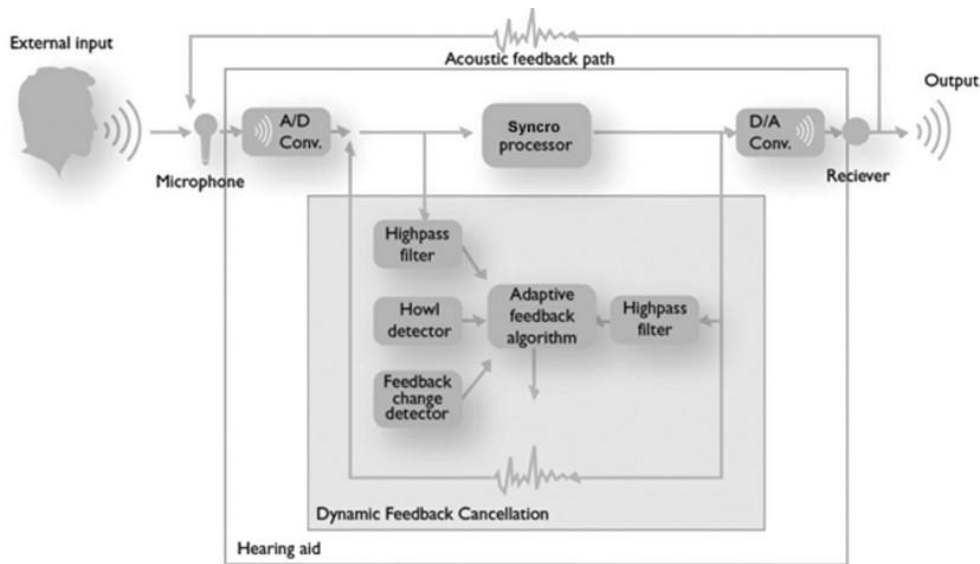 External input
Acoustic feedback path
Output
A/D
Conv.
Syncro
processor
D/A
Conv.
Microphone
Reciever
Highpass
filter
Howl
detector
Feedback
change
detector
Adaptive
feedback
algorithm
Highpass
filter
Dynamic Feedback Cancellation
Hearing aid